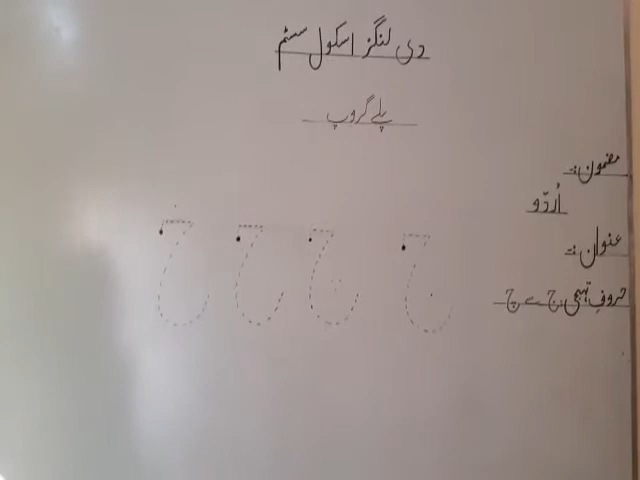 دی لنگز اسکول سسٹم
پلے گروپ
مضمون:
اُردو
عنوان:
حروفِ تہجی ج سے چ